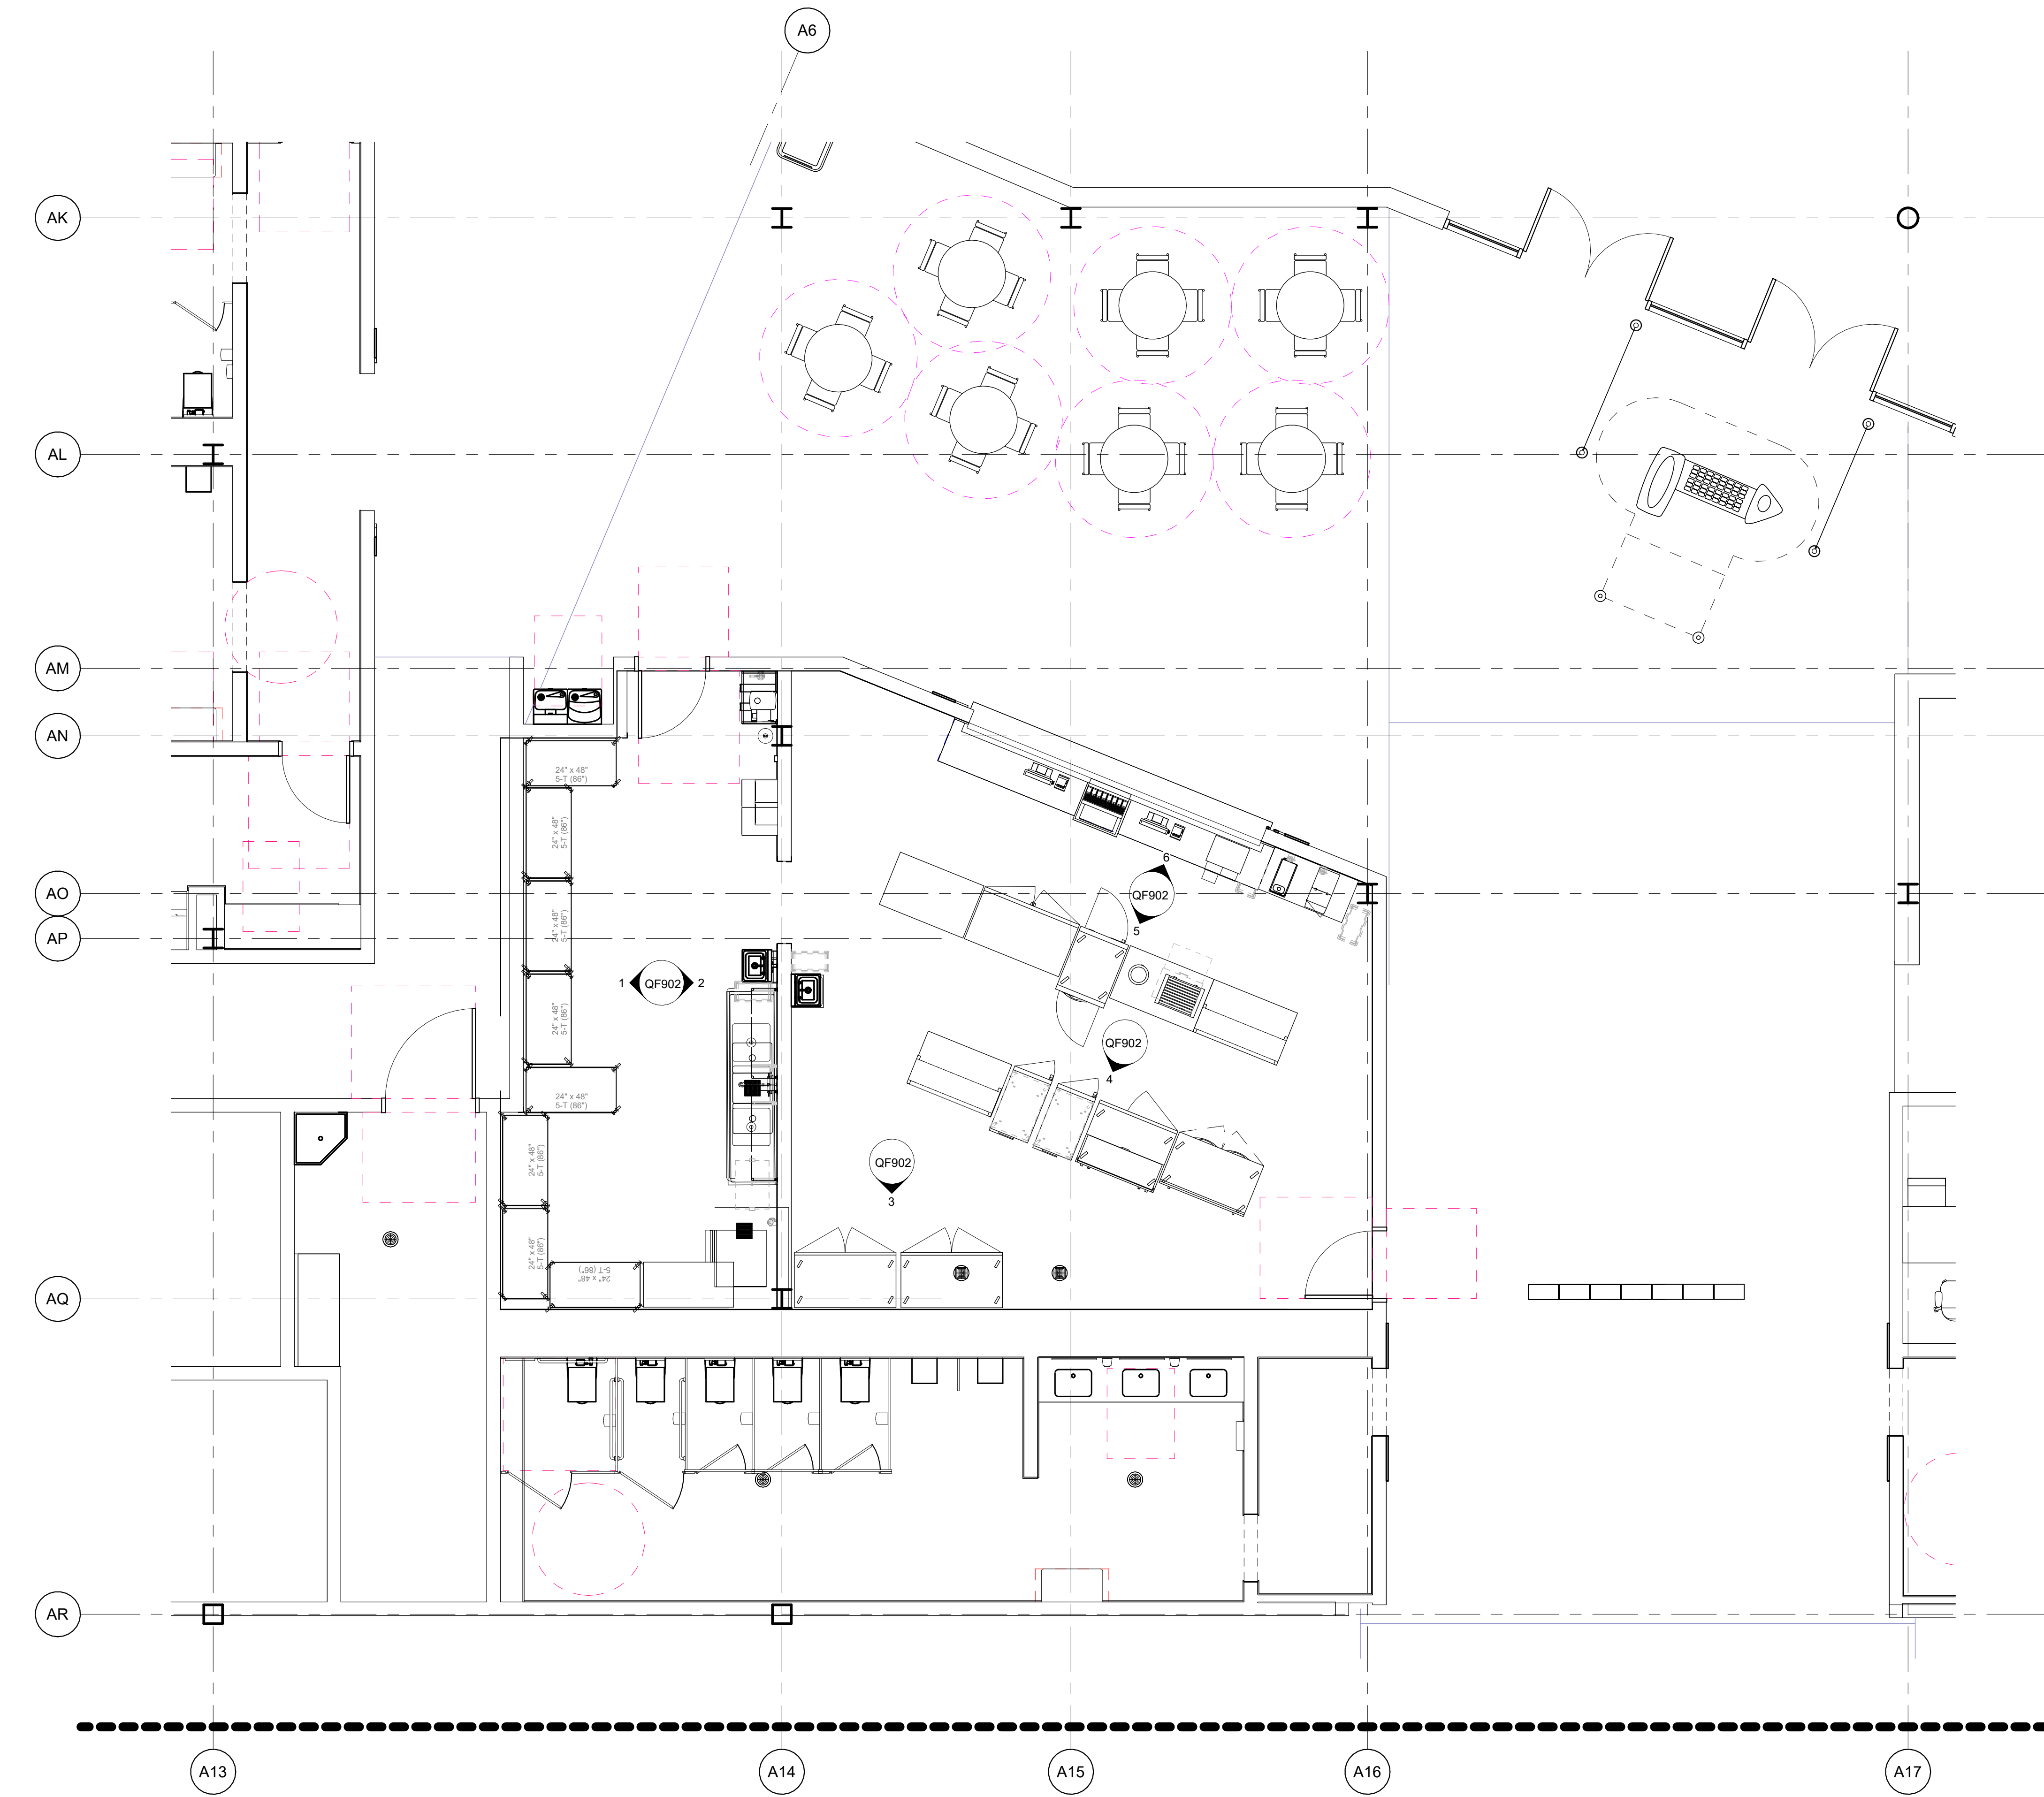 A6
AK
AL
AM
AN
24" x 48"
5-T (86")
24" x 48"
5-T (86")
6
AO
QF902
24" x 48"
5-T (86")
5
AP
1 QF902 2
24" x 48"
5-T (86")
QF902
4
24" x 48"
5-T (86")
24" x 48"
5-T (86")
QF902
3
24" x 48"
5-T (86")
24" x 48"
5-T (86")
AQ
AR
A13
A14
A15
A16
A17